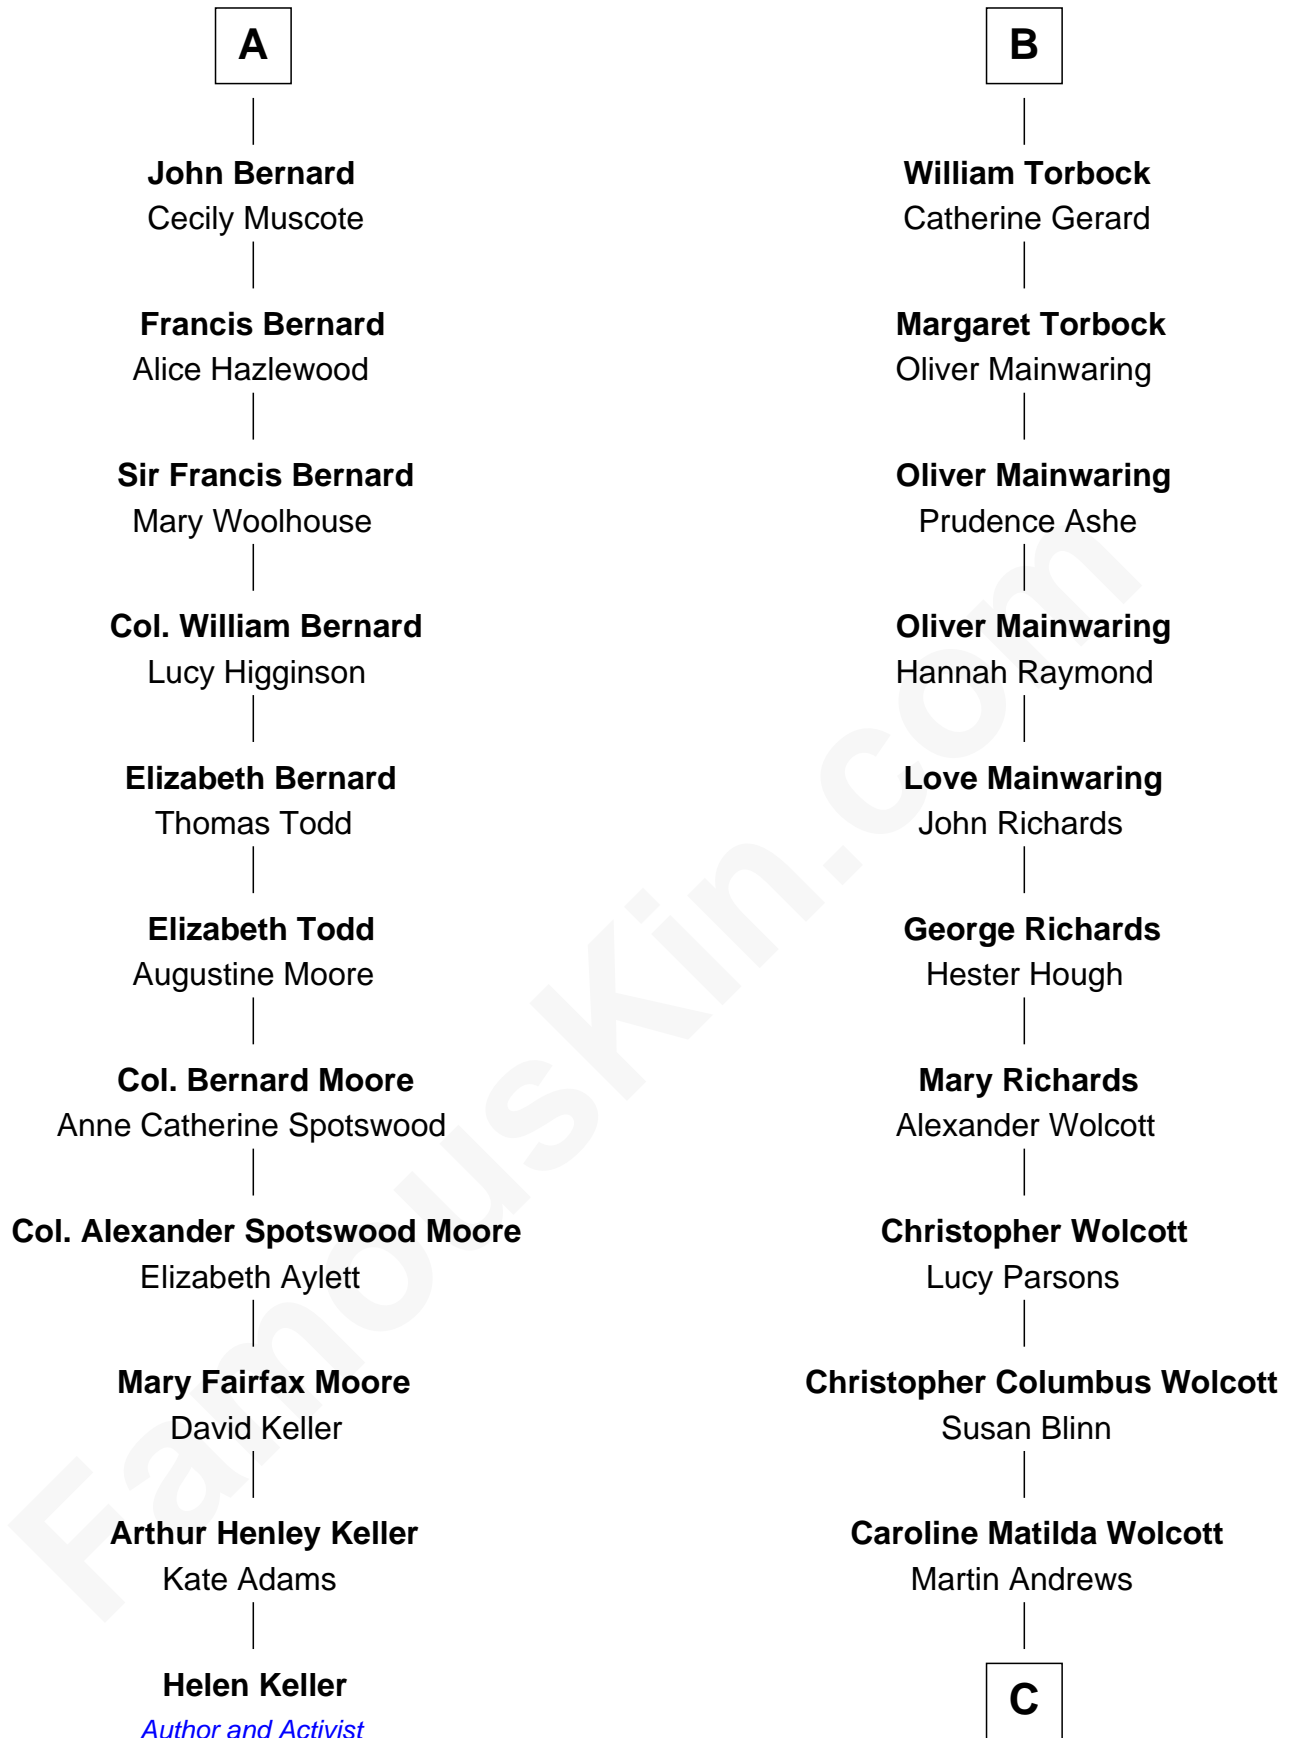 A
John Bernard
Cecily Muscote
Francis Bernard
Alice Hazlewood
Sir Francis Bernard
Mary Woolhouse
Col. William Bernard
Lucy Higginson
Elizabeth Bernard
Thomas Todd
Elizabeth Todd
Augustine Moore
Col. Bernard Moore
Anne Catherine Spotswood
Col. Alexander Spotswood Moore
Elizabeth Aylett
Mary Fairfax Moore
David Keller
Arthur Henley Keller
Kate Adams
Helen Keller
Author and Activist
B
William Torbock
Catherine Gerard
Margaret Torbock
Oliver Mainwaring
Oliver Mainwaring
Prudence Ashe
Oliver Mainwaring
Hannah Raymond
Love Mainwaring
John Richards
George Richards
Hester Hough
Mary Richards
Alexander Wolcott
Christopher Wolcott
Lucy Parsons
Christopher Columbus Wolcott
Susan Blinn
Caroline Matilda Wolcott
Martin Andrews
C
FamousKin.com